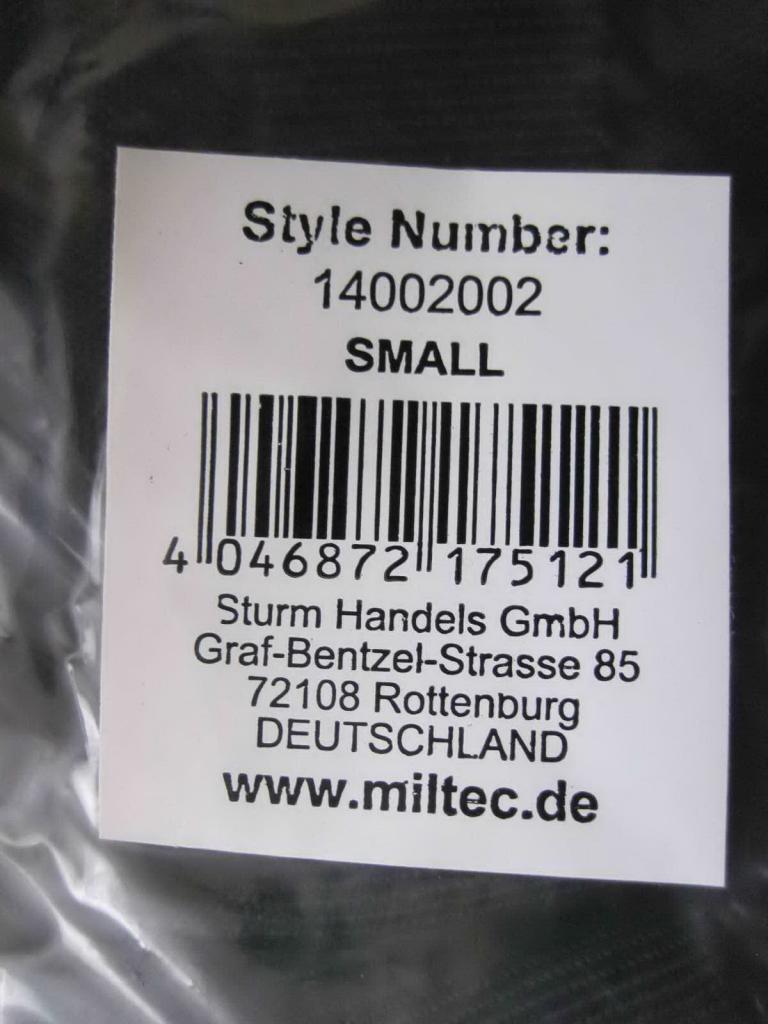 Style Number:
14002002
SMALL
4 046872 175121
Sturm Handels GmbH
Graf-Bentzel-Strasse 85
72108 Rottenburg
DEUTSCHLAND
www.miltec.de